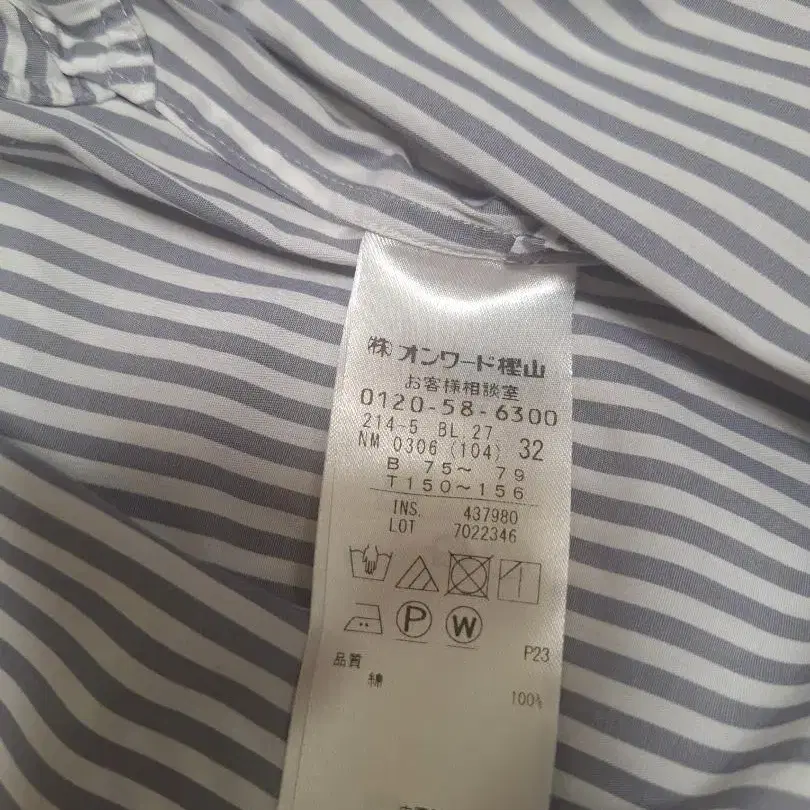 (株)オンワード樫山
お客様相談室
0120-58-6300
214-5 BL.27 32
NM 0306 (104)
B 75~ 79
T150~156
INS. 437980
LOT 7022346
P
W
P23
品質
綿
100%